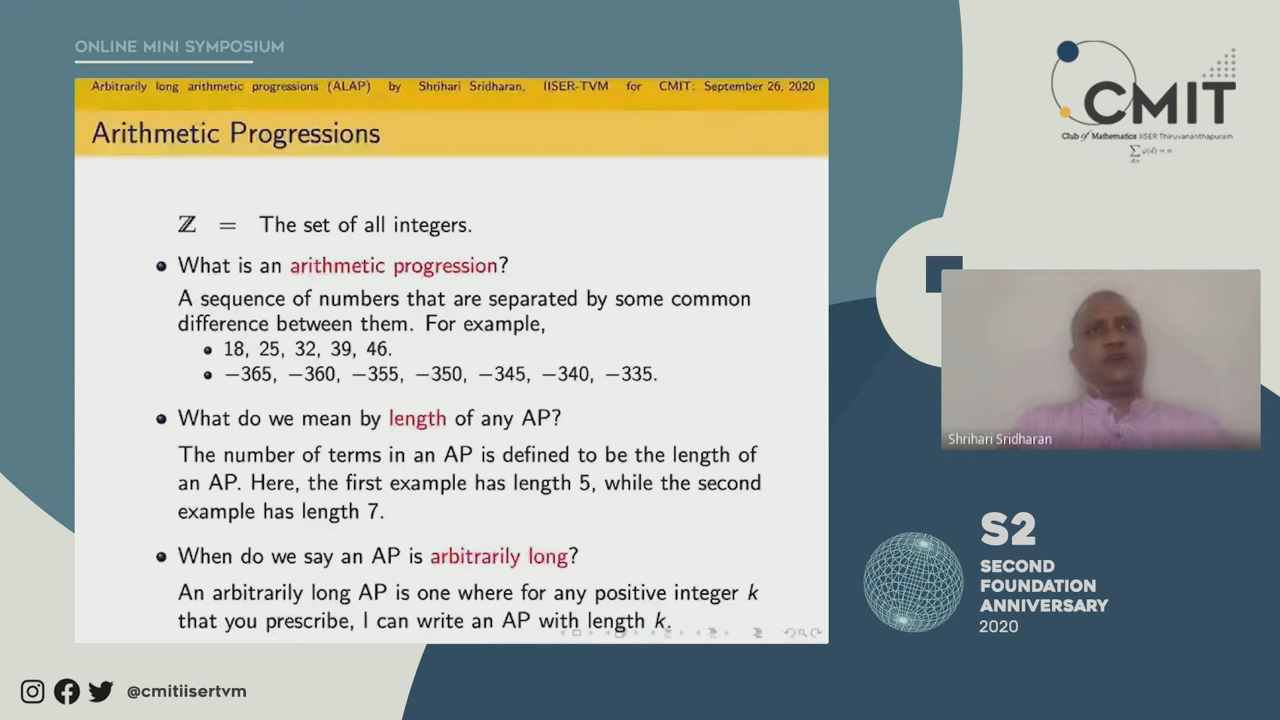 ONLINE MINI SYMPOSIUM
Arbitrarily long arithmetic progressions (ALAP) by Shrihari Sridharan, IISER-TVM for CMIT: September 26, 2020
Arithmetic Progressions
ℤ = The set of all integers.
• What is an arithmetic progression?
A sequence of numbers that are separated by some common
difference between them. For example,
• 18, 25, 32, 39, 46.
• −365, −360, −355, −350, −345, −340, −335.
• What do we mean by length of any AP?
The number of terms in an AP is defined to be the length of
an AP. Here, the first example has length 5, while the second
example has length 7.
• When do we say an AP is arbitrarily long?
An arbitrarily long AP is one where for any positive integer k
that you prescribe, I can write an AP with length k.
CMIT
Club of Mathematics IISER Thiruvananthapuram
Shrihari Sridharan
S2
SECOND
FOUNDATION
ANNIVERSARY
2020
@cmitiisertvm